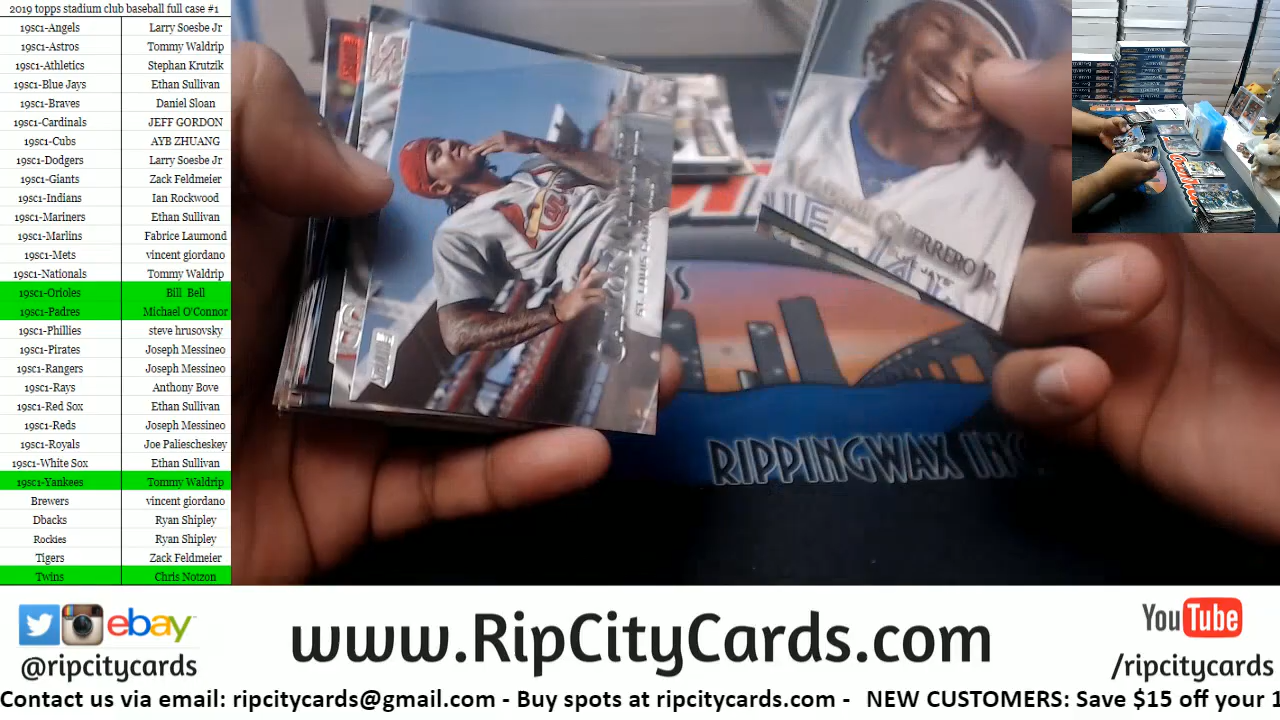 2019 topps stadium club baseball full case #1
19sc1-Angels Larry Soesbe Jr
19sc1-Astros Tommy Waldrip
19sc1-Athletics Stephan Krutzik
19sc1-Blue Jays Ethan Sullivan
19sc1-Braves Daniel Sloan
19sc1-Cardinals JEFF GORDON
19sc1-Cubs AYB ZHUANG
19sc1-Dodgers Larry Soesbe Jr
19sc1-Giants Zack Feldmeier
19sc1-Indians Ian Rockwood
19sc1-Mariners Ethan Sullivan
19sc1-Marlins Fabrice Laumond
19sc1-Mets vincent giordano
19sc1-Nationals Tommy Waldrip
19sc1-Orioles Bill Bell
19sc1-Padres Michael O'Connor
19sc1-Phillies steve hrusovsky
19sc1-Pirates Joseph Messineo
19sc1-Rangers Joseph Messineo
19sc1-Rays Anthony Bove
19sc1-Red Sox Ethan Sullivan
19sc1-Reds Joseph Messineo
19sc1-Royals Joe Paliescheskey
19sc1-White Sox Ethan Sullivan
19sc1-Yankees Tommy Waldrip
Brewers vincent giordano
Dbacks Ryan Shipley
Rockies Ryan Shipley
Tigers Zack Feldmeier
Twins Chris Notzon
Guerrero Jr.
Jays
RIPPINGWAX INC
ebay
@ripcitycards
www.RipCityCards.com
YouTube
/ripcitycards
Contact us via email: ripcitycards@gmail.com - Buy spots at ripcitycards.com - NEW CUSTOMERS: Save $15 off your 1